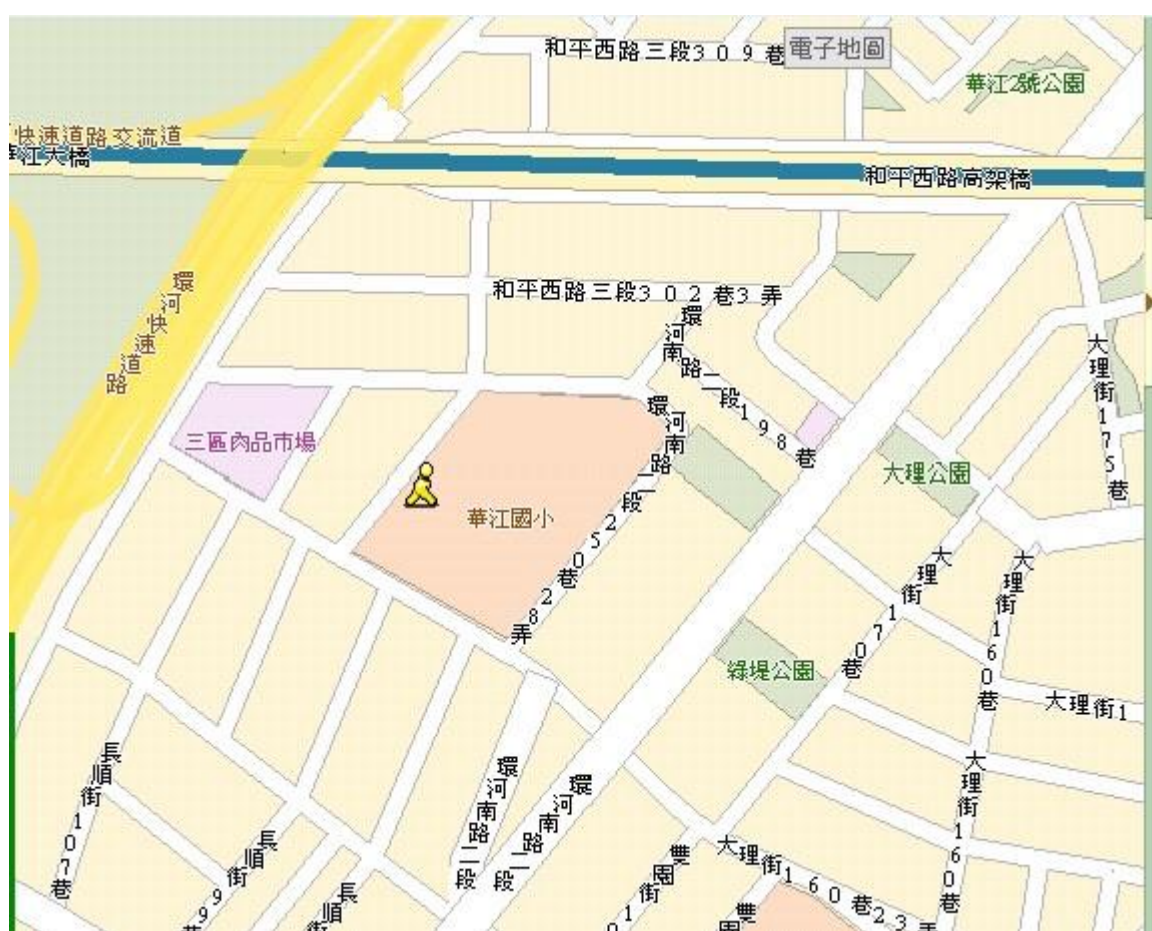 和平西路三段309巷
電子地圖
華江2號公園
快速道路交流道
華江大橋
和平西路高架橋
環河快速道路
和平西路三段302巷3弄
環河南路二段198巷
大理街175巷
三區肉品市場
環河南路二段250巷28弄
大理公園
華江國小
大理街170巷
大理街160巷
綠堤公園
大理街1
長順街107巷
環河南路二段
環河南路二段
大理街160巷
長順街99巷
雙園街
大理街160巷23弄
長順街
雙園